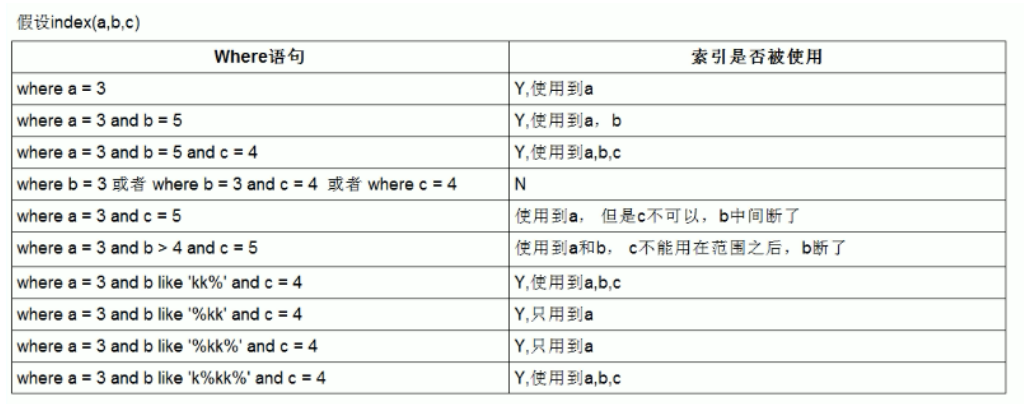 假设index(a,b,c)
Where语句 索引是否被使用
where a = 3 Y,使用到a
where a = 3 and b = 5 Y,使用到a，b
where a = 3 and b = 5 and c = 4 Y,使用到a,b,c
where b = 3 或者 where b = 3 and c = 4 或者 where c = 4 N
where a = 3 and c = 5 使用到a， 但是c不可以，b中间断了
where a = 3 and b > 4 and c = 5 使用到a和b， c不能用在范围之后，b断了
where a = 3 and b like 'kk%' and c = 4 Y,使用到a,b,c
where a = 3 and b like '%kk' and c = 4 Y,只用到a
where a = 3 and b like '%kk%' and c = 4 Y,只用到a
where a = 3 and b like 'k%kk%' and c = 4 Y,使用到a,b,c